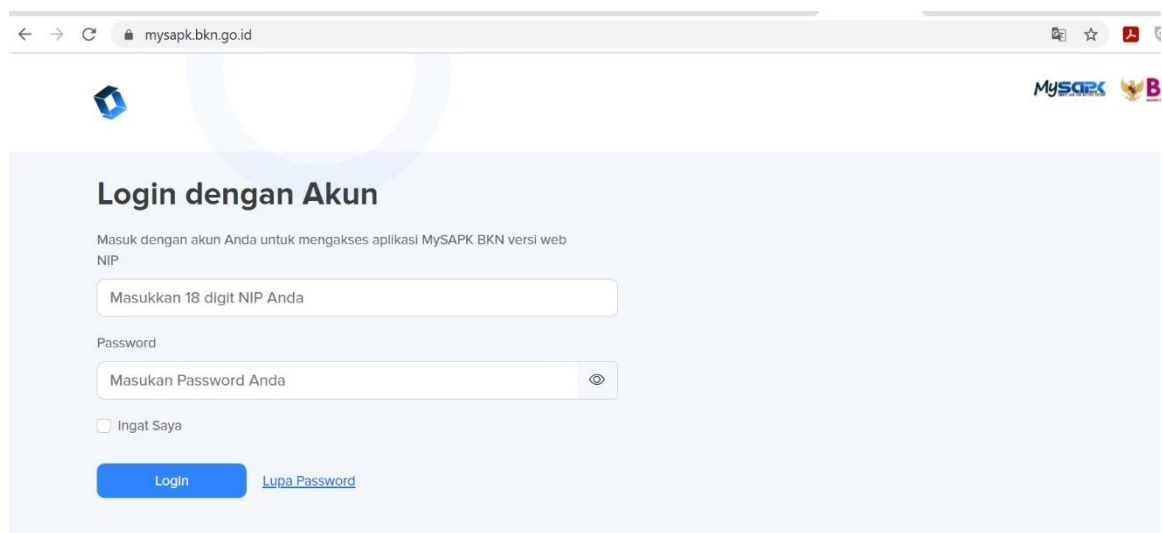 mysapk.bkn.go.id
MySAPK
B
Login dengan Akun
Masuk dengan akun Anda untuk mengakses aplikasi MySAPK BKN versi web
NIP
Masukkan 18 digit NIP Anda
Password
Masukan Password Anda
Ingat Saya
Login
Lupa Password